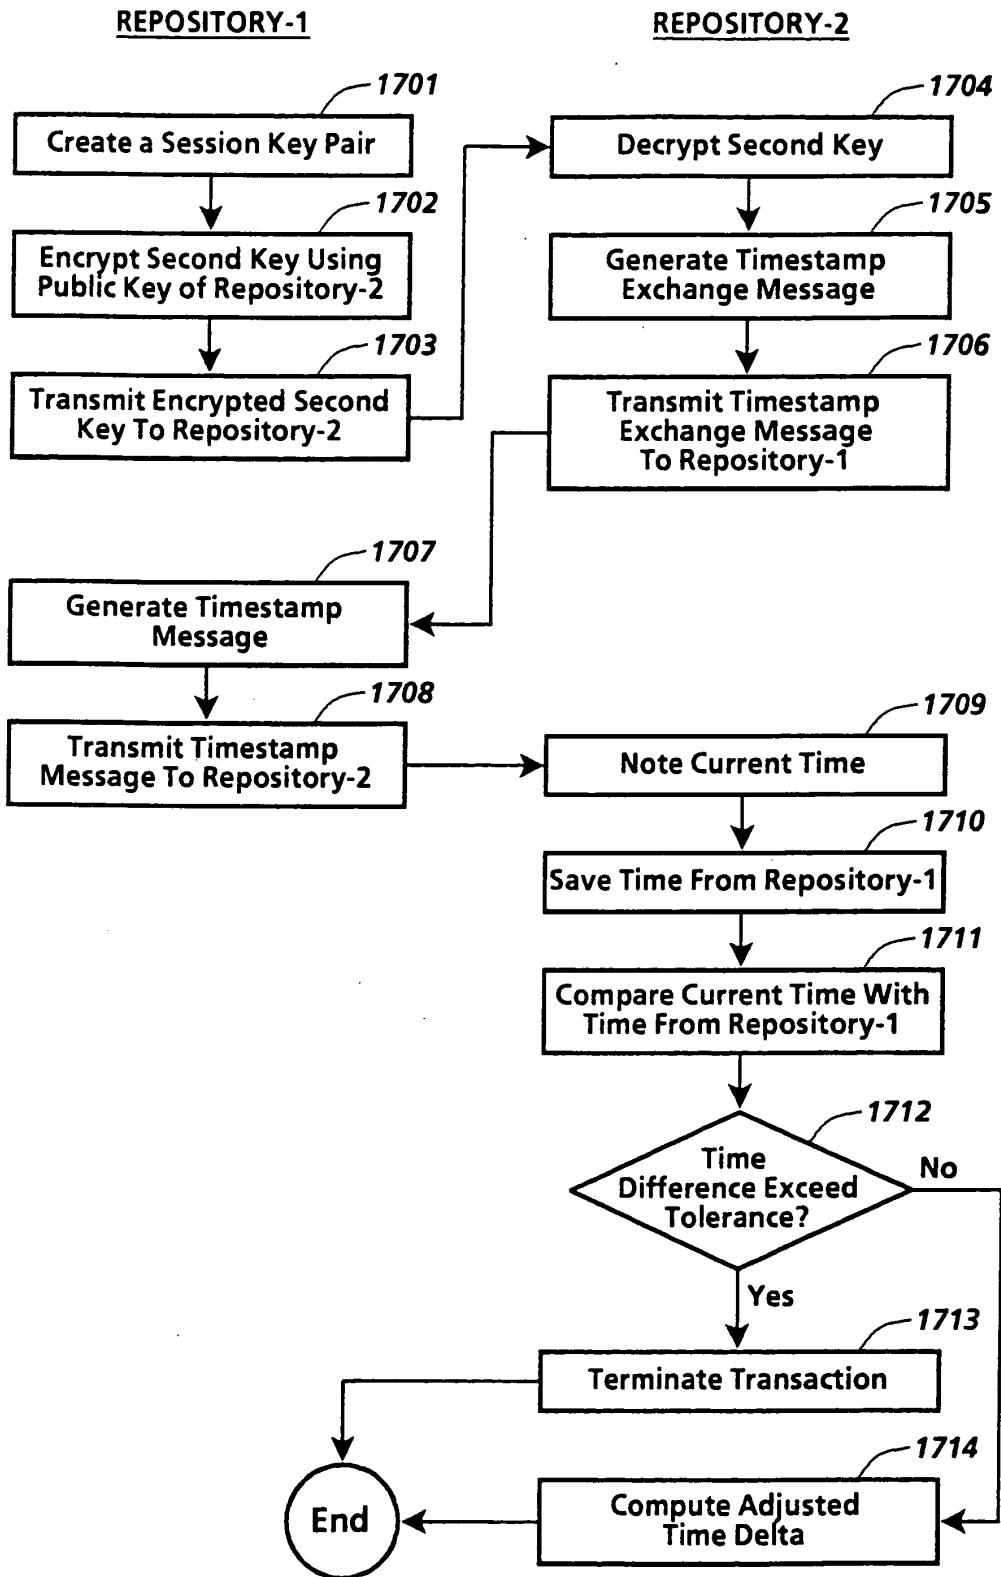 REPOSITORY-1
REPOSITORY-2
1701
Create a Session Key Pair
1702
Encrypt Second Key Using
Public Key of Repository-2
1703
Transmit Encrypted Second
Key To Repository-2
1704
Decrypt Second Key
1705
Generate Timestamp
Exchange Message
1706
Transmit Timestamp
Exchange Message
To Repository-1
1707
Generate Timestamp
Message
1708
Transmit Timestamp
Message To Repository-2
1709
Note Current Time
1710
Save Time From Repository-1
1711
Compare Current Time With
Time From Repository-1
1712
Time
Difference Exceed
Tolerance?
No
Yes
1713
Terminate Transaction
1714
Compute Adjusted
Time Delta
End